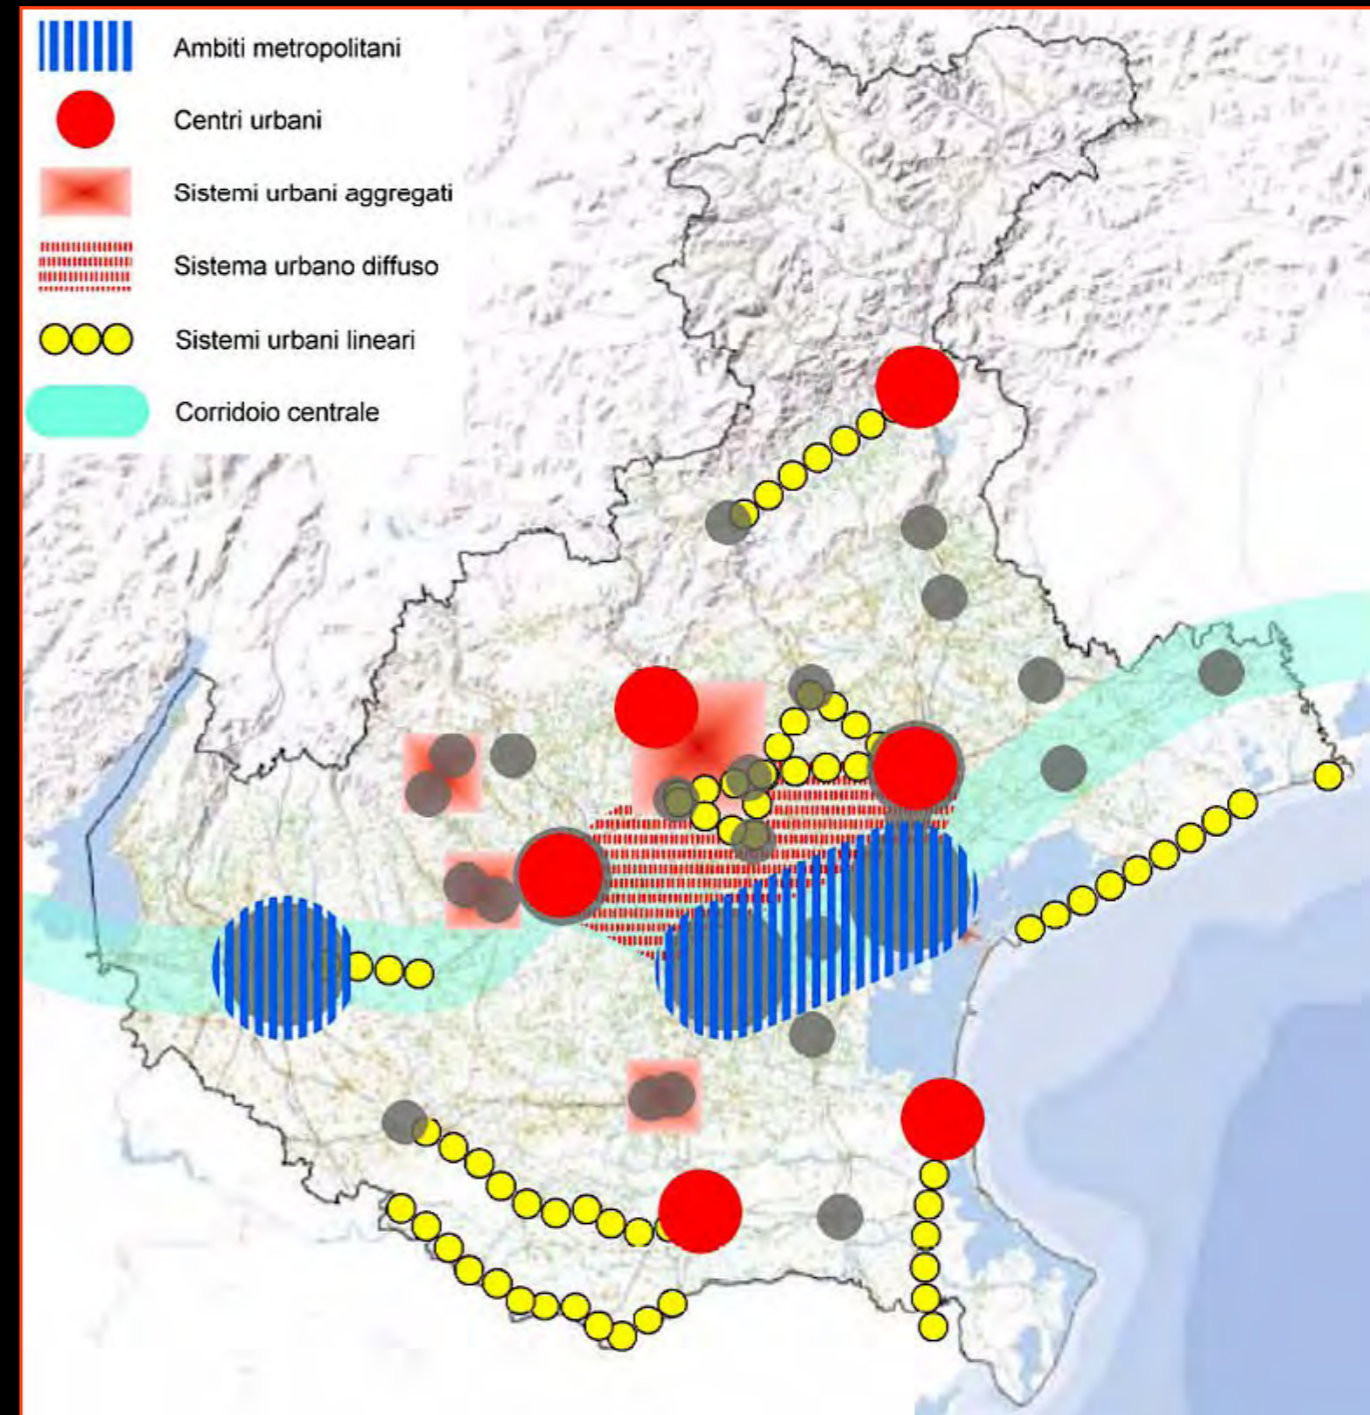 Ambiti metropolitani
Centri urbani
Sistemi urbani aggregati
Sistema urbano diffuso
Sistemi urbani lineari
Corridoio centrale